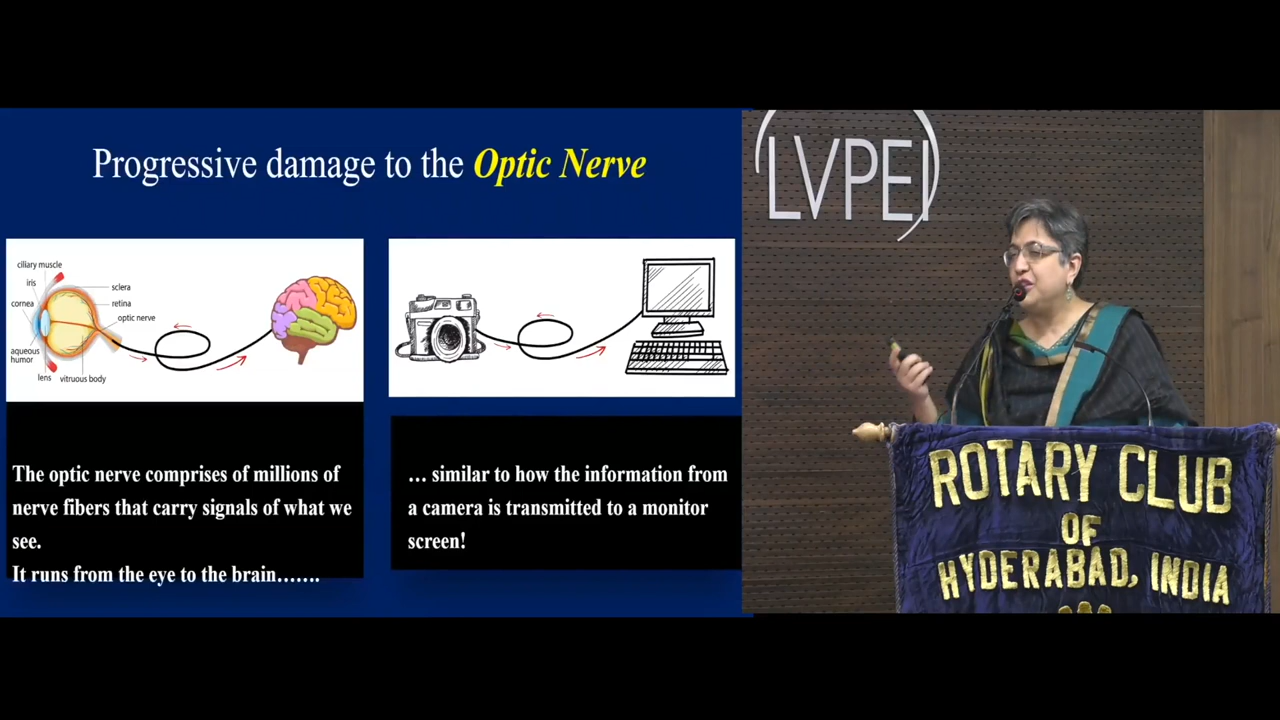 Progressive damage to the Optic Nerve
ciliary muscle
iris
cornea
aqueous
humor
lens
vitruous body
sclera
retina
optic nerve
The optic nerve comprises of millions of
nerve fibers that carry signals of what we
see.
It runs from the eye to the brain…….
… similar to how the information from
a camera is transmitted to a monitor
screen!
LVPEI
ROTARY CLUB
OF
HYDERABAD, INDIA